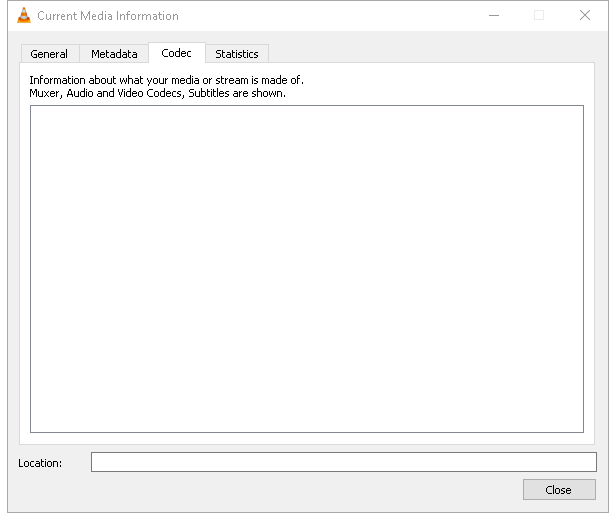 Current Media Information
General Metadata Codec Statistics
Information about what your media or stream is made of.
Muxer, Audio and Video Codecs, Subtitles are shown.
Location:
Close